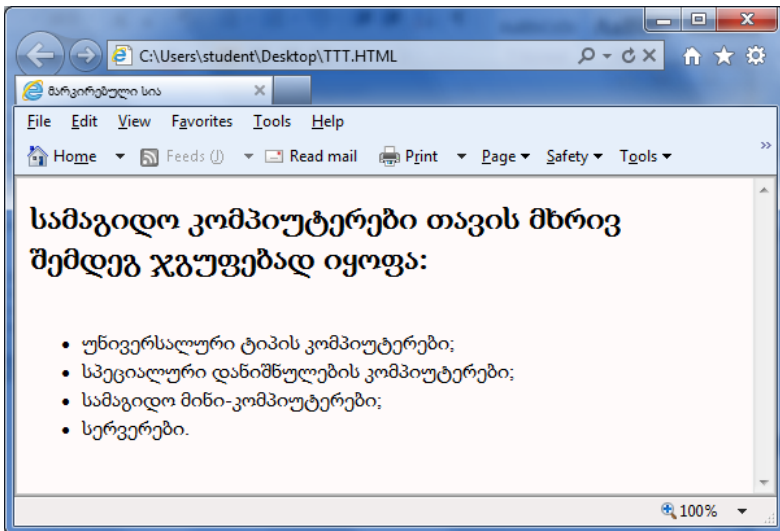 C:\Users\student\Desktop\TTT.HTML
მარკირებული სია
File Edit View Favorites Tools Help
Home Feeds (J) Read mail Print Page Safety Tools »
სამაგიდო კომპიუტერები თავის მხრივ
შემდეგ ჯგუფებად იყოფა:
• უნივერსალური ტიპის კომპიუტერები;
• სპეციალური დანიშნულების კომპიუტერები;
• სამაგიდო მინი-კომპიუტერები;
• სერვერები.
100%